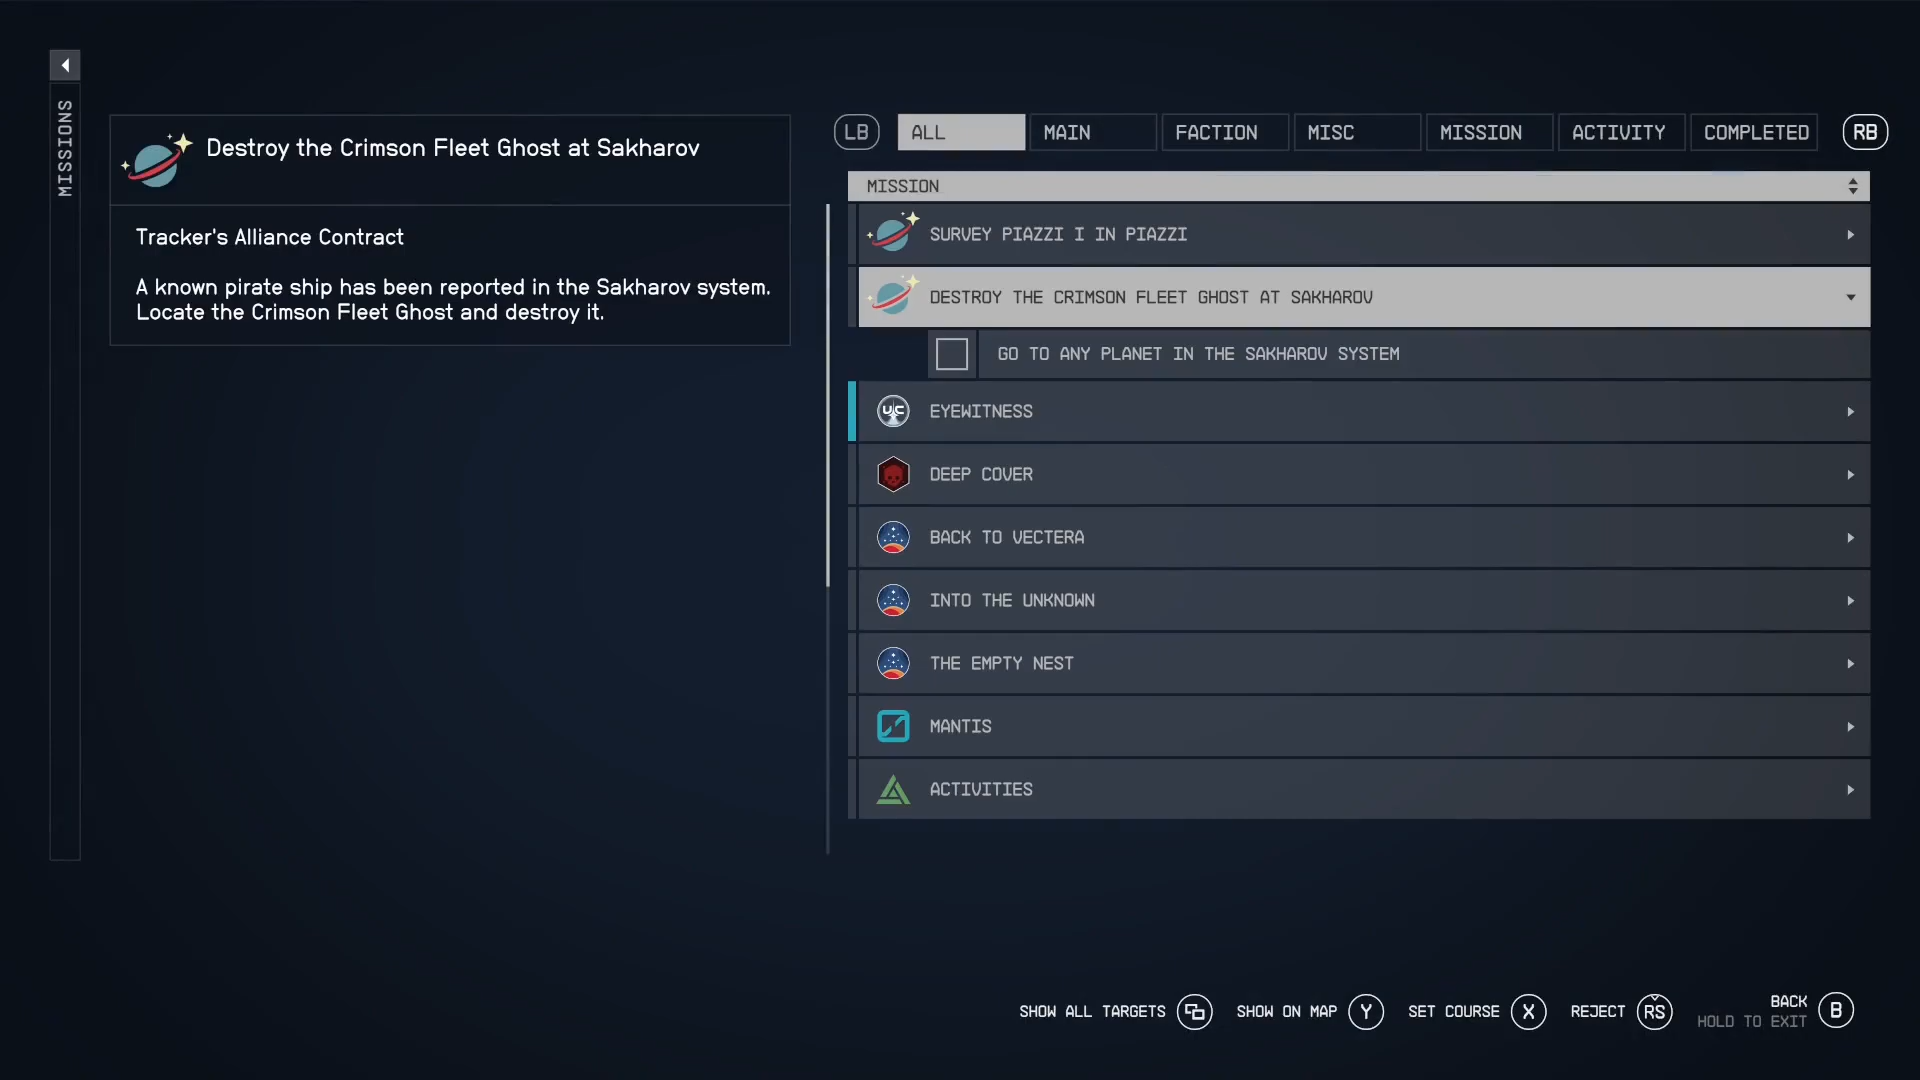 MISSIONS
Destroy the Crimson Fleet Ghost at Sakharov
Tracker's Alliance Contract
A known pirate ship has been reported in the Sakharov system.
Locate the Crimson Fleet Ghost and destroy it.
LB ALL MAIN FACTION MISC MISSION ACTIVITY COMPLETED RB
MISSION
SURVEY PIAZZI I IN PIAZZI
DESTROY THE CRIMSON FLEET GHOST AT SAKHAROV
GO TO ANY PLANET IN THE SAKHAROV SYSTEM
UC EYEWITNESS
DEEP COVER
BACK TO VECTERA
INTO THE UNKNOWN
THE EMPTY NEST
MANTIS
ACTIVITIES
SHOW ALL TARGETS SHOW ON MAP Y SET COURSE X REJECT RS BACK B
HOLD TO EXIT